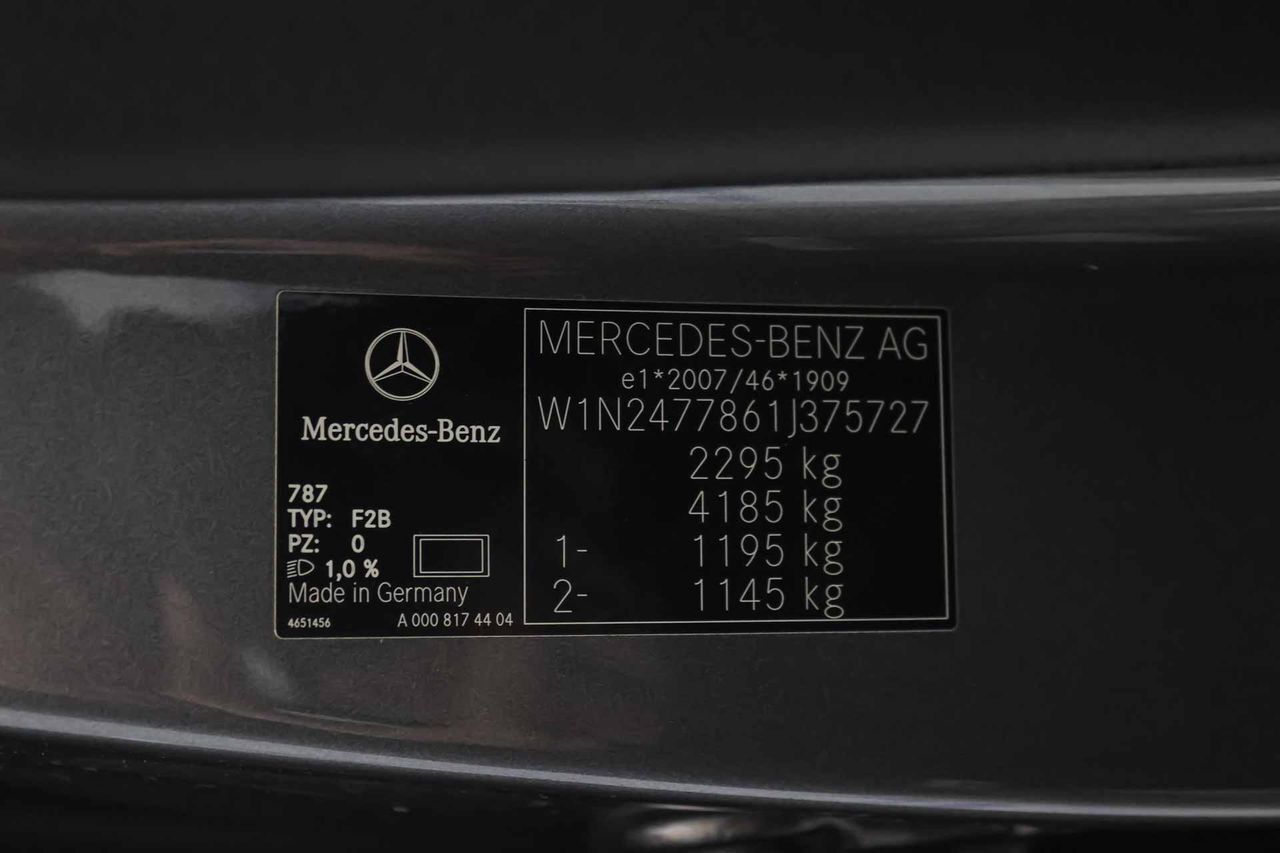 Mercedes-Benz
787
TYP: F2B
PZ: 0
1,0 %
Made in Germany
4651456 A 000 817 44 04
MERCEDES-BENZ AG
e1*2007/46*1909
W1N2477861J375727
2295 kg
4185 kg
1- 1195 kg
2- 1145 kg